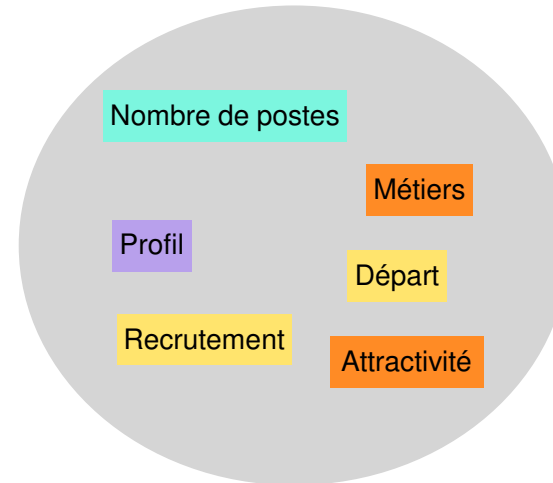 Nombre de postes
Métiers
Profil
Départ
Recrutement
Attractivité